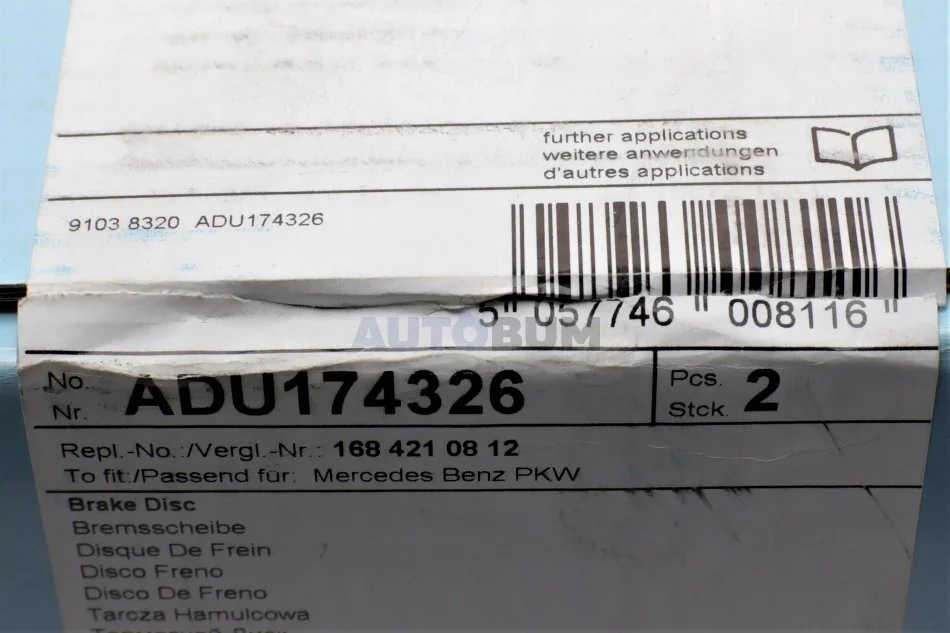 further applications
weitere anwendungen
d'autres applications
9103 8320 ADU174326
5 057746 008116
AUTOBUM
No.
Nr. ADU174326
Pcs.
Stck. 2
Repl.-No.:/Vergl.-Nr.: 168 421 08 12
To fit:/Passend für: Mercedes Benz PKW
Brake Disc
Bremsscheibe
Disque De Frein
Disco Freno
Disco De Freno
Tarcza Hamulcowa